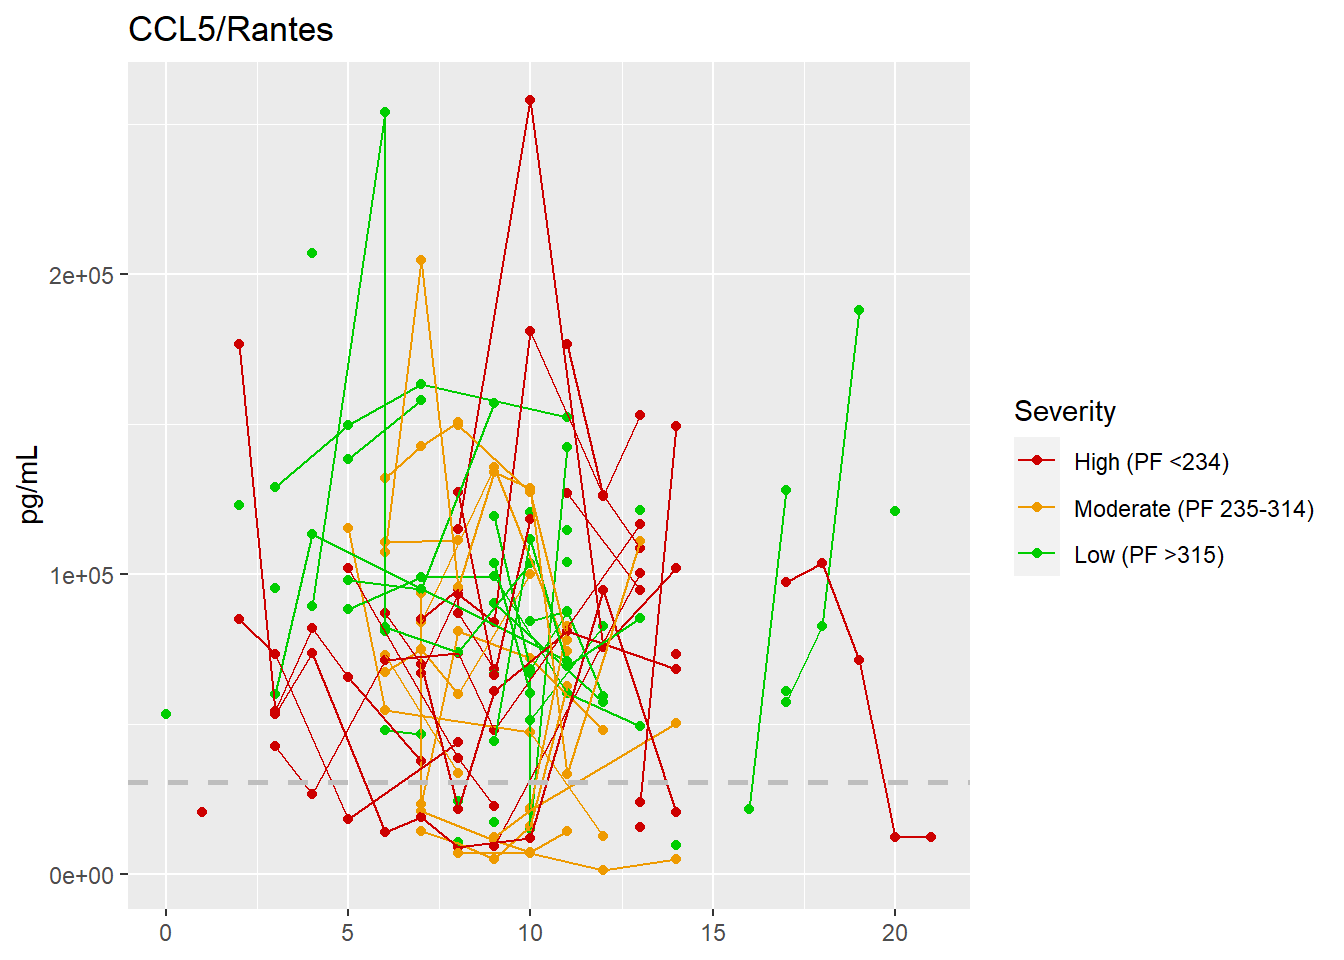 CCL5/Rantes
pg/mL
2e+05
1e+05
0e+00
0 5 10 15 20
Severity
High (PF <234)
Moderate (PF 235-314)
Low (PF >315)